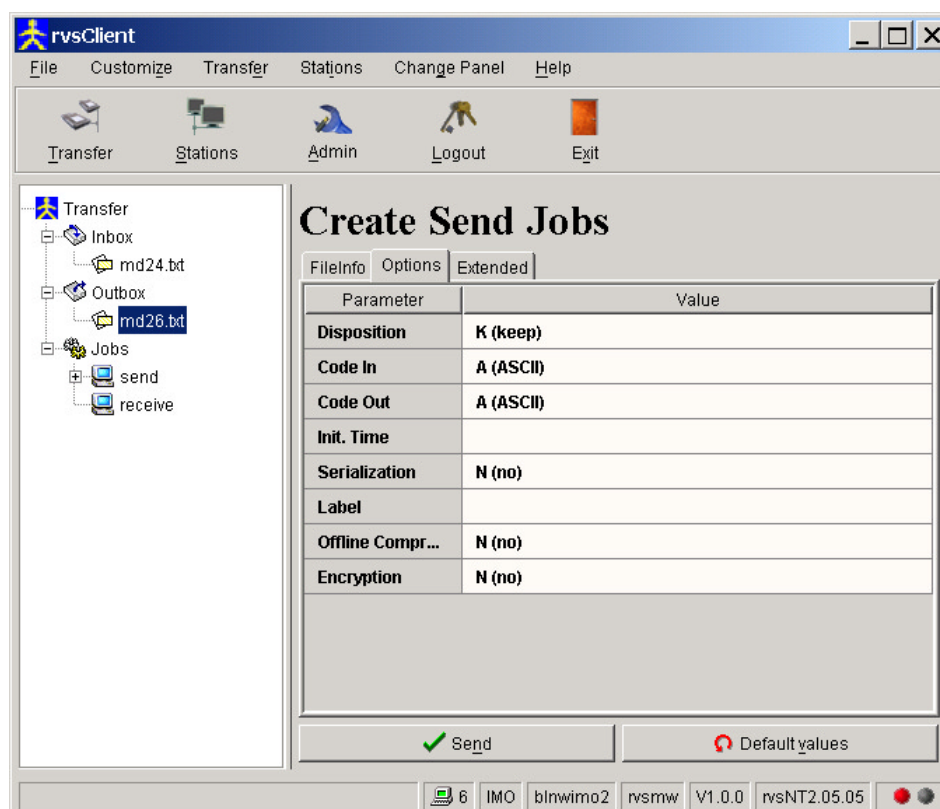 rvsClient
File Customize Transfer Stations Change Panel Help
Transfer Stations Admin Logout Exit
Transfer
Inbox
md24.txt
Outbox
md26.txt
Jobs
send
receive
Create Send Jobs
FileInfo Options Extended
Parameter Value
Disposition K (keep)
Code In A (ASCII)
Code Out A (ASCII)
Init. Time
Serialization N (no)
Label
Offline Compr... N (no)
Encryption N (no)
Send Default values
6 IMO blnwimo2 rvsmw V1.0.0 rvsNT2.05.05